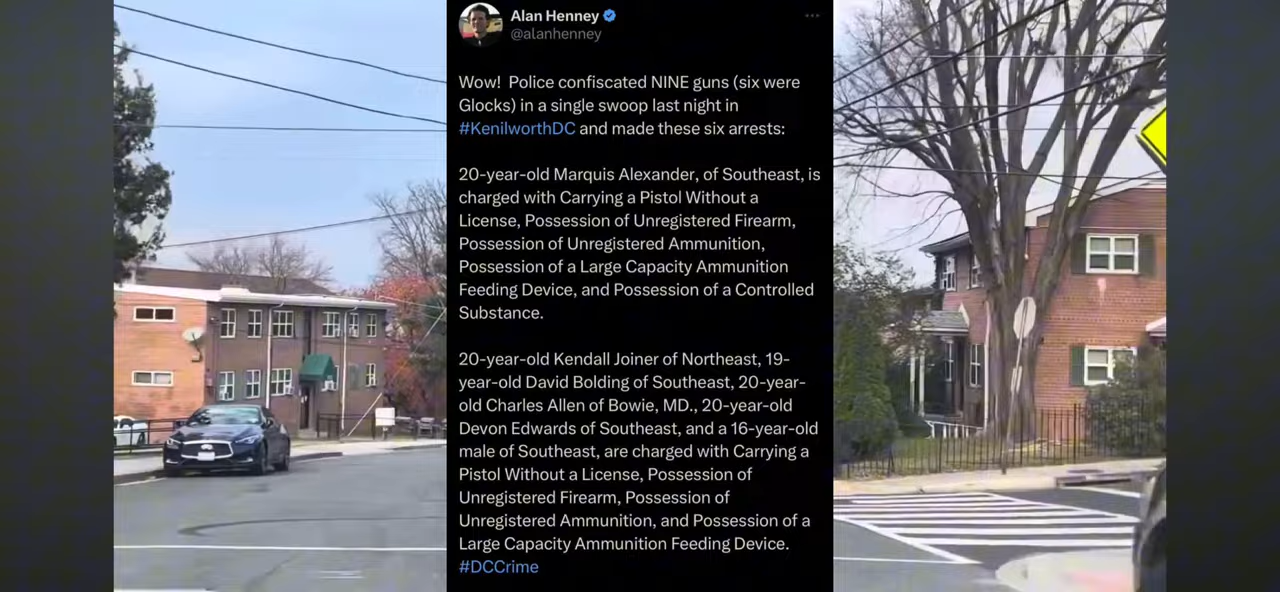 Alan Henney
@alanhenney
Wow! Police confiscated NINE guns (six were
Glocks) in a single swoop last night in
#KenilworthDC and made these six arrests:
20-year-old Marquis Alexander, of Southeast, is
charged with Carrying a Pistol Without a
License, Possession of Unregistered Firearm,
Possession of Unregistered Ammunition,
Possession of a Large Capacity Ammunition
Feeding Device, and Possession of a Controlled
Substance.
20-year-old Kendall Joiner of Northeast, 19-
year-old David Bolding of Southeast, 20-year-
old Charles Allen of Bowie, MD., 20-year-old
Devon Edwards of Southeast, and a 16-year-old
male of Southeast, are charged with Carrying a
Pistol Without a License, Possession of
Unregistered Firearm, Possession of
Unregistered Ammunition, and Possession of a
Large Capacity Ammunition Feeding Device.
#DCCrime